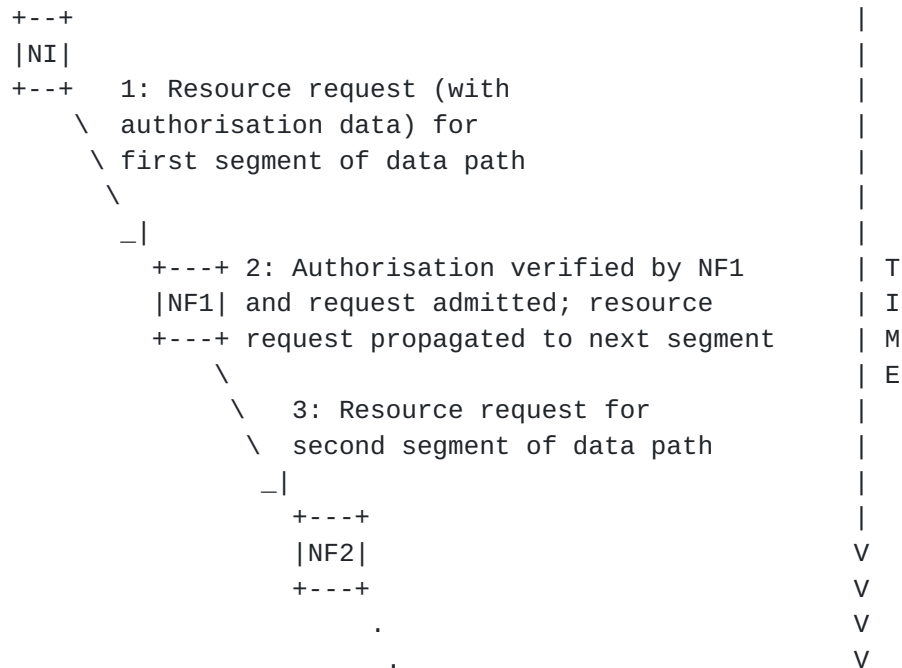 +--+                                                  |
|NI|                                                  |
+--+   1: Resource request (with                      |
    \  authorisation data) for                        |
     \ first segment of data path                     |
      \                                               |
       _|                                             |
         +---+ 2: Authorisation verified by NF1       | T
         |NF1| and request admitted; resource         | I
         +---+ request propagated to next segment     | M
             \                                        | E
              \   3: Resource request for             |
               \  second segment of data path         |
                _|                                    |
                  +---+                               |
                  |NF2|                               V
                  +---+                               V
                       .                              V
                        .                             V